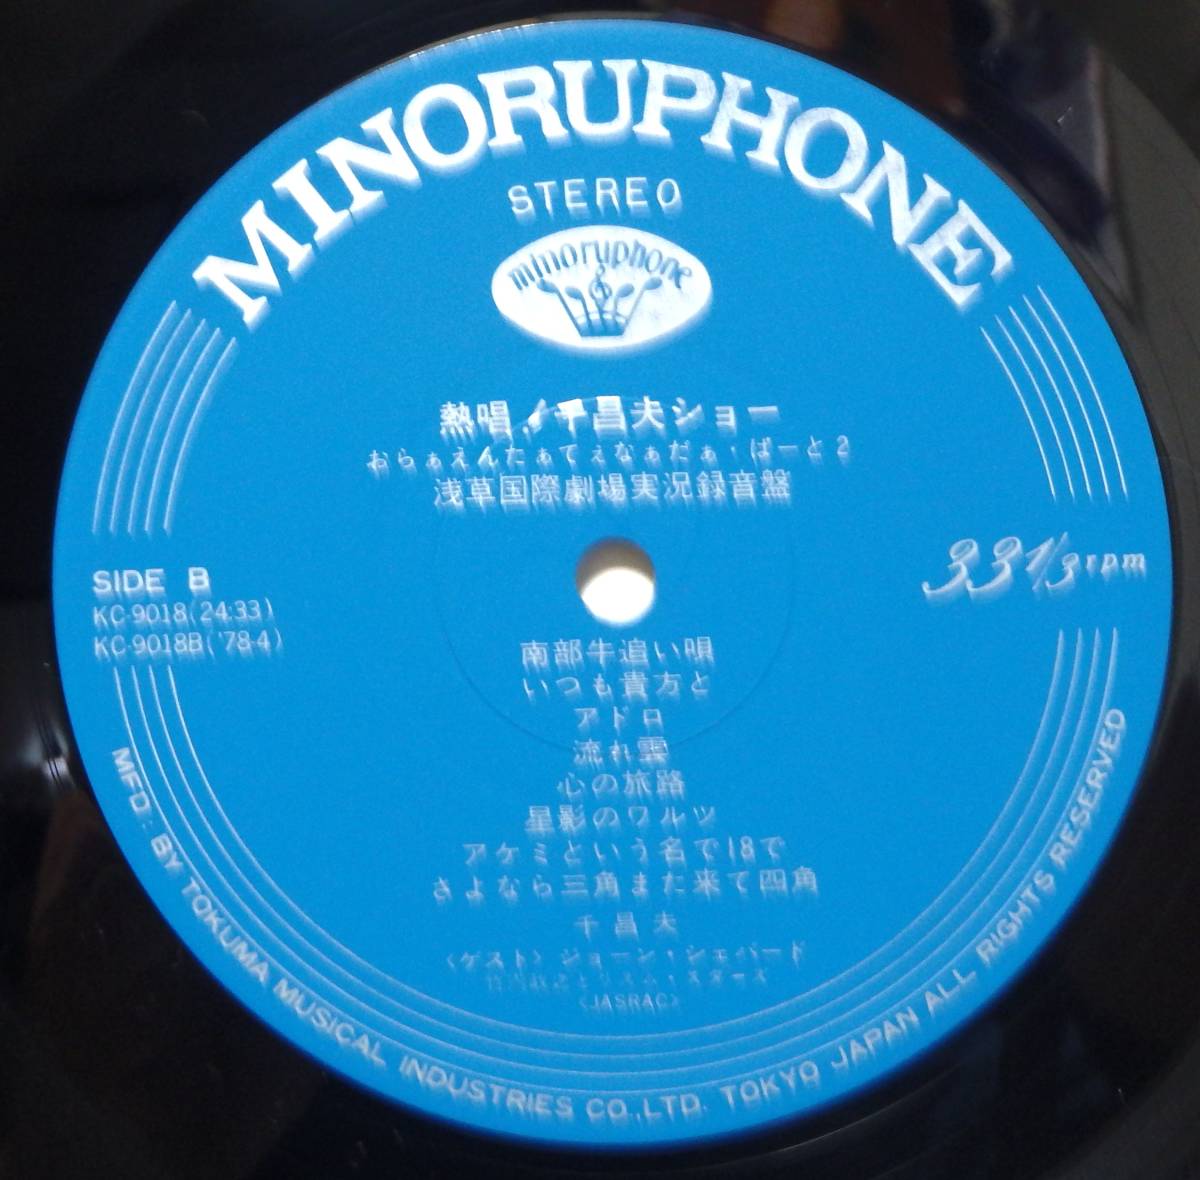 MINORUPHONE
STEREO
minoruphone
熱唱！千昌夫ショー
おらぁえんたぁてぇなぁだぁ・ぱーと2
浅草国際劇場実況録音盤
SIDE B
KC-9018(24:33)
KC-9018B('78-4)
33 1/3 rpm
南部牛追い唄
いつも貴方と
アドロ
流れ雲
心の旅路
星影のワルツ
アケミという名で18で
さよなら三角また来て四角
千昌夫
〈ゲスト〉ジョーン・シェパード
〈JASRAC〉
MFD: BY TOKUMA MUSICAL INDUSTRIES CO.,LTD. TOKYO JAPAN ALL RIGHTS RESERVED